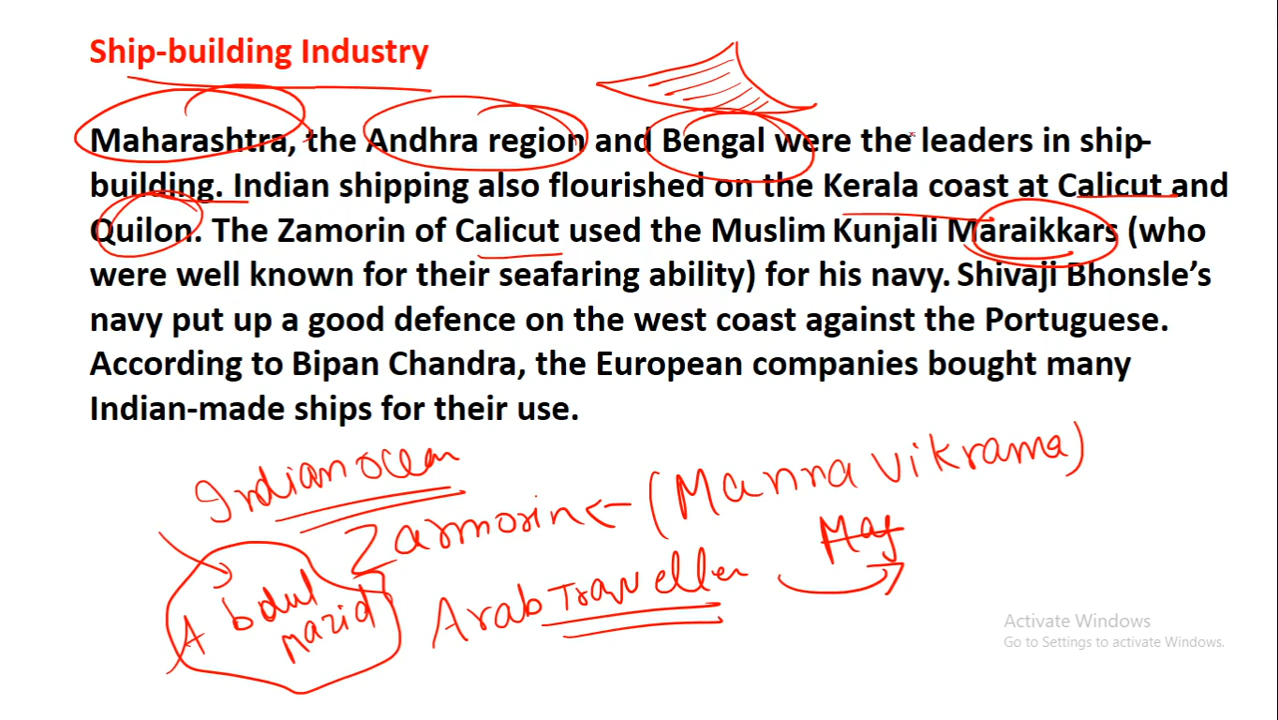 Ship-building Industry
Maharashtra, the Andhra region and Bengal were the leaders in ship-
building. Indian shipping also flourished on the Kerala coast at Calicut and
Quilon. The Zamorin of Calicut used the Muslim Kunjali Maraikkars (who
were well known for their seafaring ability) for his navy. Shivaji Bhonsle's
navy put up a good defence on the west coast against the Portuguese.
According to Bipan Chandra, the European companies bought many
Indian-made ships for their use.
Indian ocean
Zarmorin ← (Manna vikrama)
Maj
Abdul
mazid
Arab Traveller
Activate Windows
Go to Settings to activate Windows.